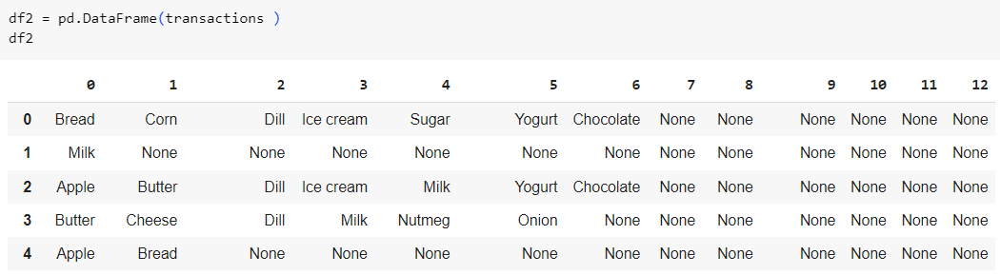 df2 = pd.DataFrame(transactions )
df2
0 1 2 3 4 5 6 7 8 9 10 11 12
0 Bread Corn Dill Ice cream Sugar Yogurt Chocolate None None None None None None
1 Milk None None None None None None None None None None None None
2 Apple Butter Dill Ice cream Milk Yogurt Chocolate None None None None None None
3 Butter Cheese Dill Milk Nutmeg Onion None None None None None None None
4 Apple Bread None None None None None None None None None None None